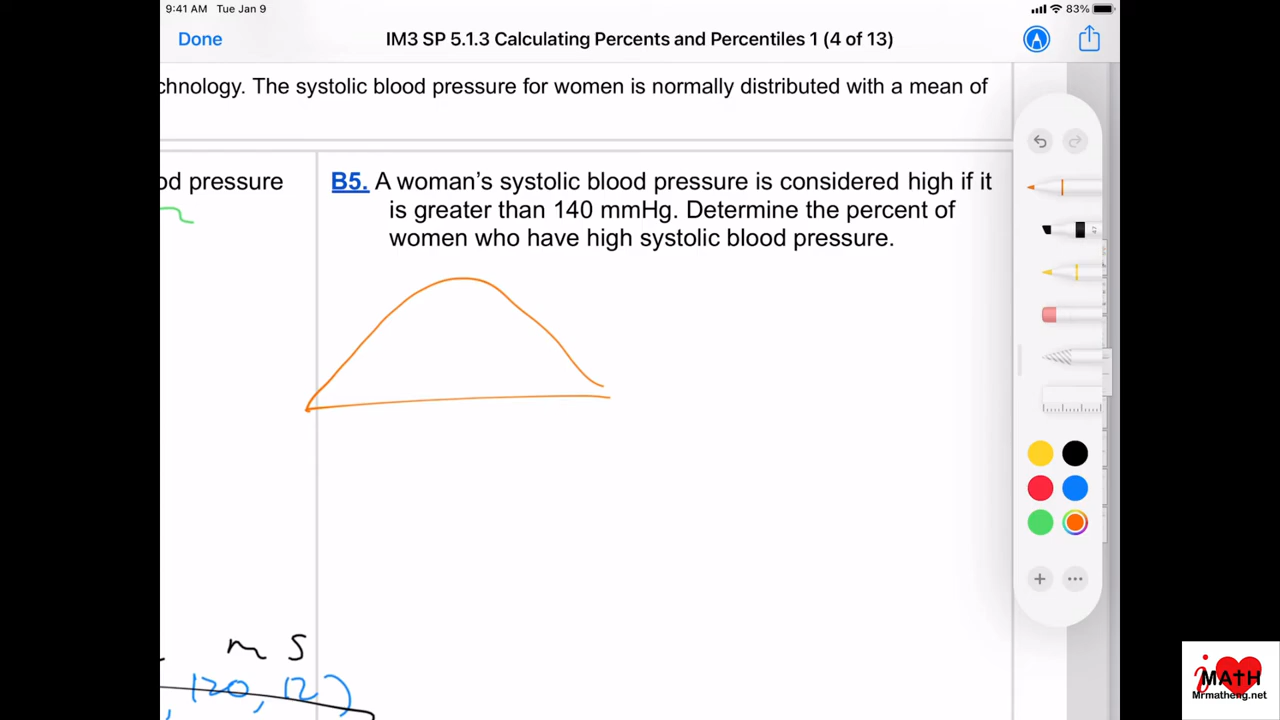 9:41 AM Tue Jan 9
83%
Done
IM3 SP 5.1.3 Calculating Percents and Percentiles 1 (4 of 13)
chnology. The systolic blood pressure for women is normally distributed with a mean of
od pressure
B5. A woman's systolic blood pressure is considered high if it
is greater than 140 mmHg. Determine the percent of
women who have high systolic blood pressure.
m S
, 120, 12)
i MATH
Mrmatheng.net